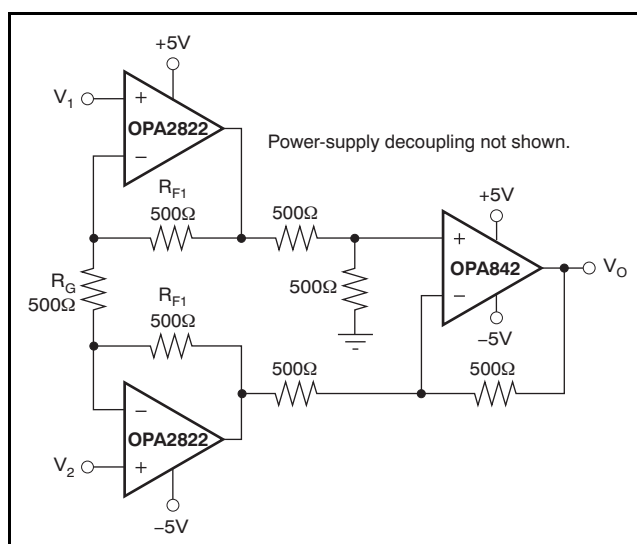 +5V
V1
+
OPA2822
−
Power-supply decoupling not shown.
RF1
500Ω
500Ω
+5V
+
OPA842
−
VO
−5V
500Ω
RG
500Ω
RF1
500Ω
500Ω
500Ω
−
OPA2822
+
V2
−5V